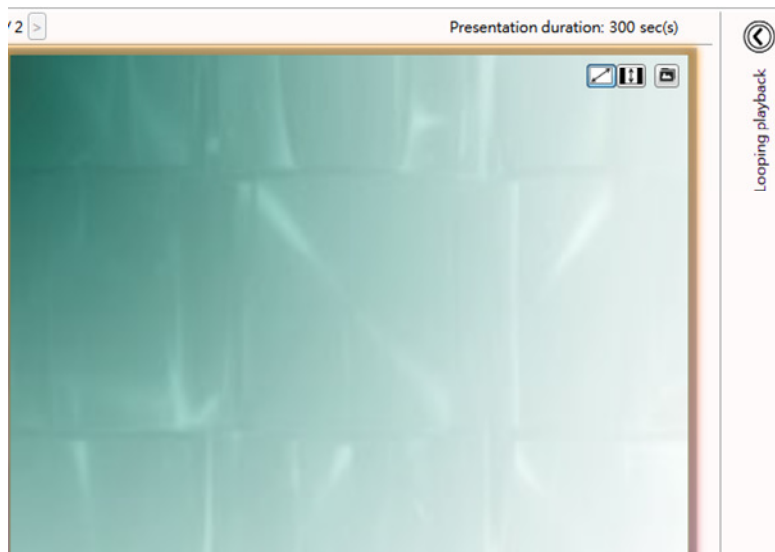 / 2 >
Presentation duration: 300 sec(s)
Looping playback